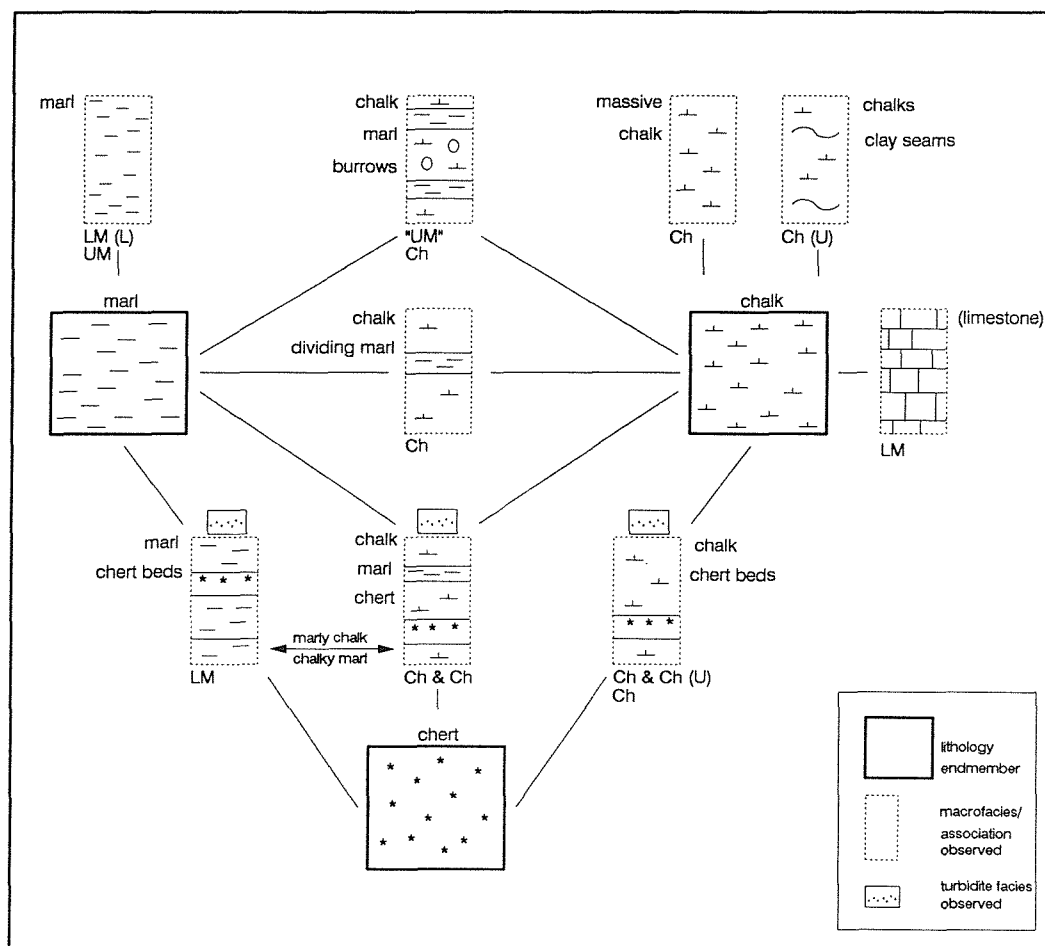 marl
LM (L)
UM
chalk
marl
burrows
"UM"
Ch
massive
chalk
Ch
chalks
clay seams
Ch (U)
marl
chalk
dividing marl
Ch
chalk
(limestone)
LM
marl
chert beds
LM
marly chalk
chalky marl
chalk
marl
chert
Ch & Ch
chalk
chert beds
Ch & Ch (U)
Ch
chert
lithology
endmember
macrofacies/
association
observed
turbidite facies
observed